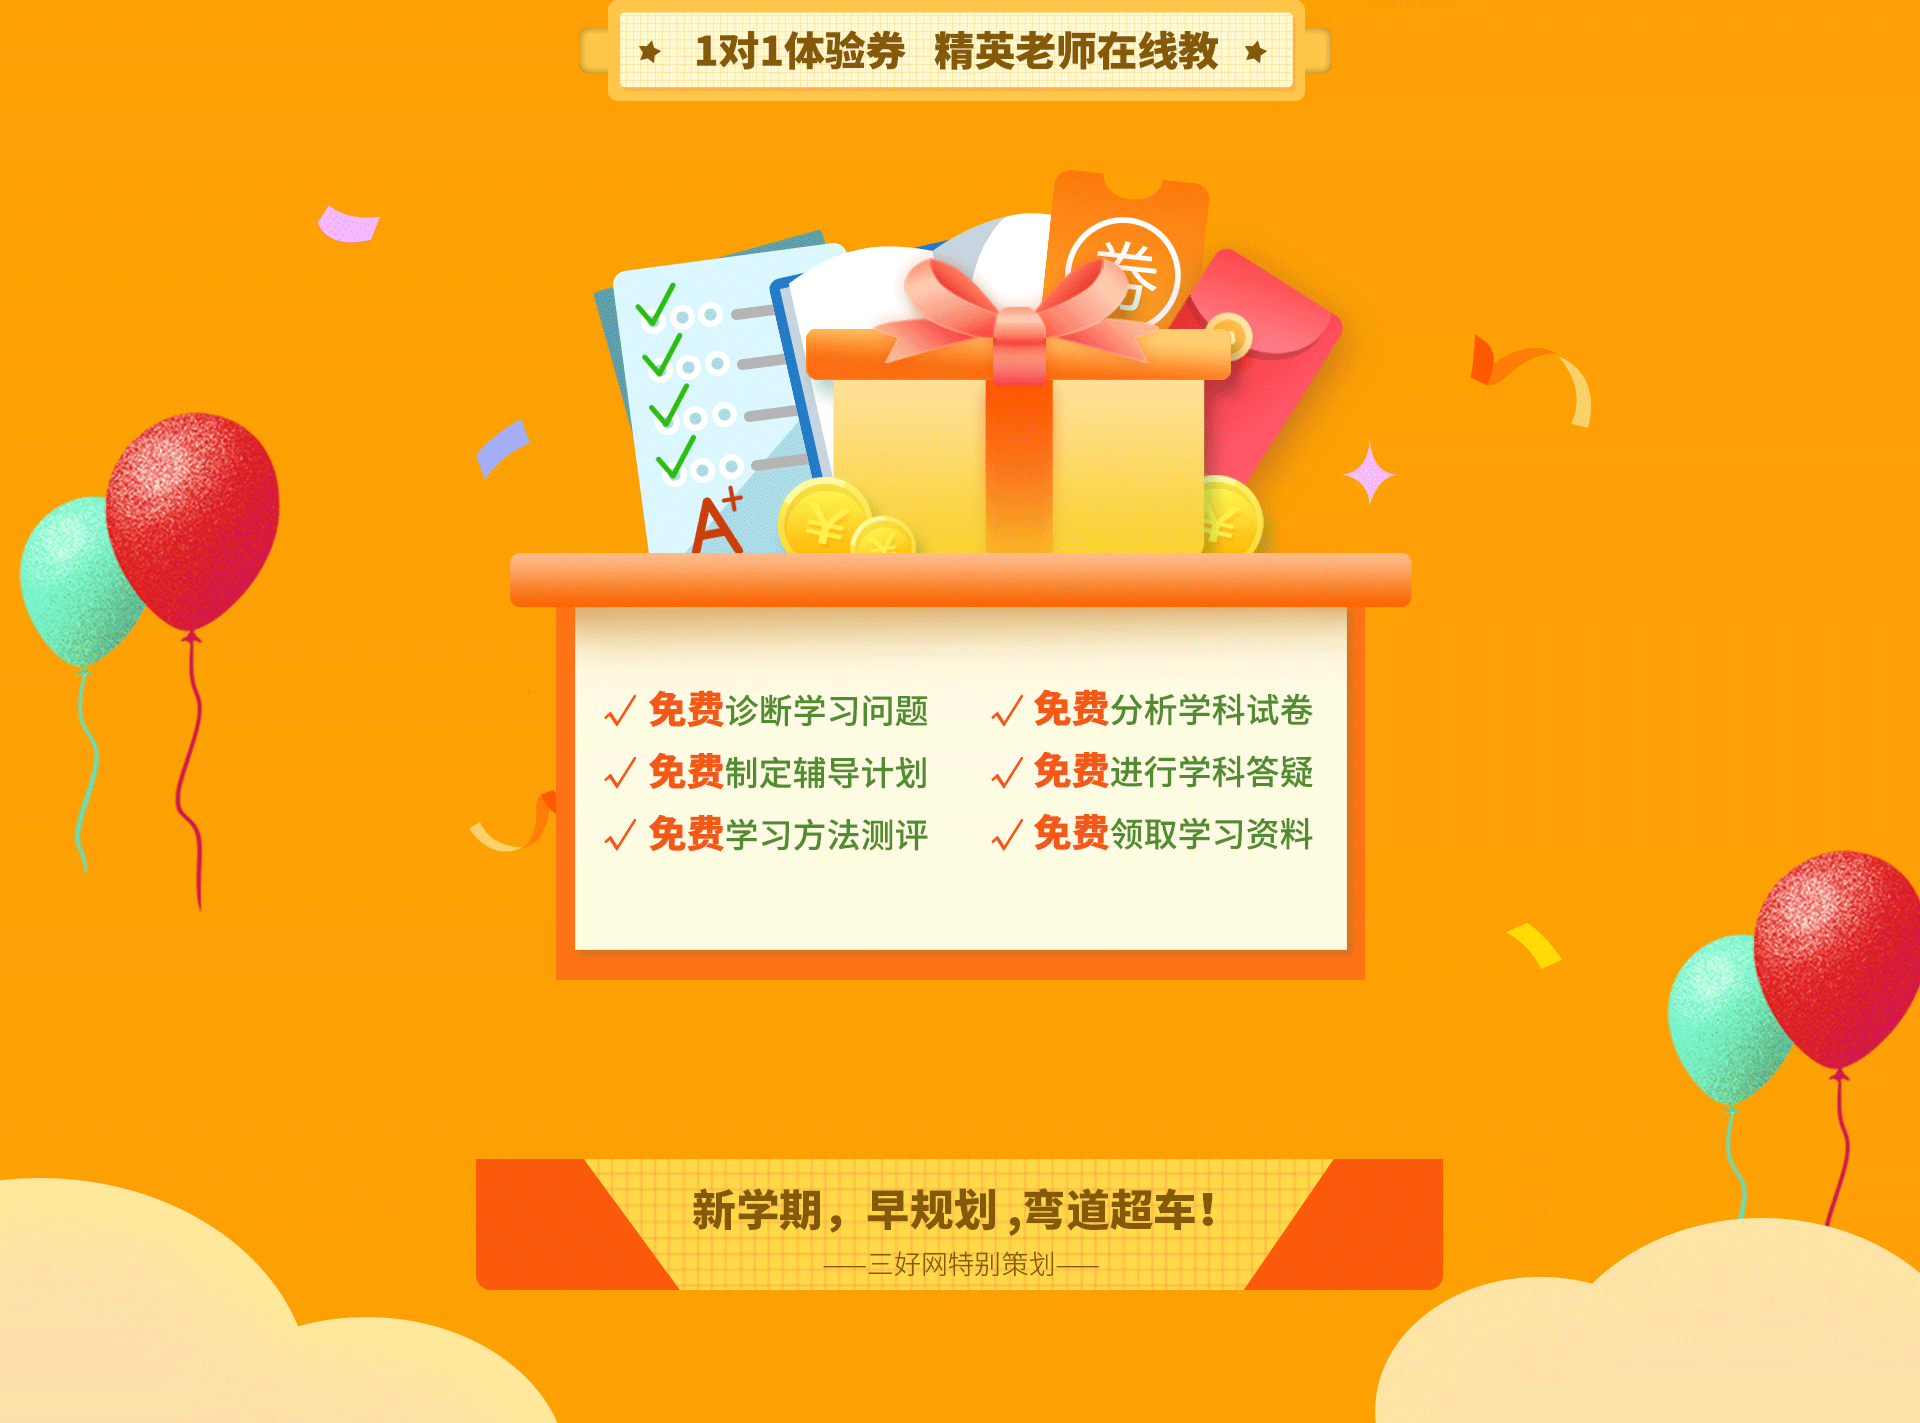 ★ 1对1体验券 精英老师在线教 ★
券
A+
¥ ¥ ¥
免费诊断学习问题
免费分析学科试卷
免费制定辅导计划
免费进行学科答疑
免费学习方法测评
免费领取学习资料
新学期，早规划 ,弯道超车！
——三好网特别策划——